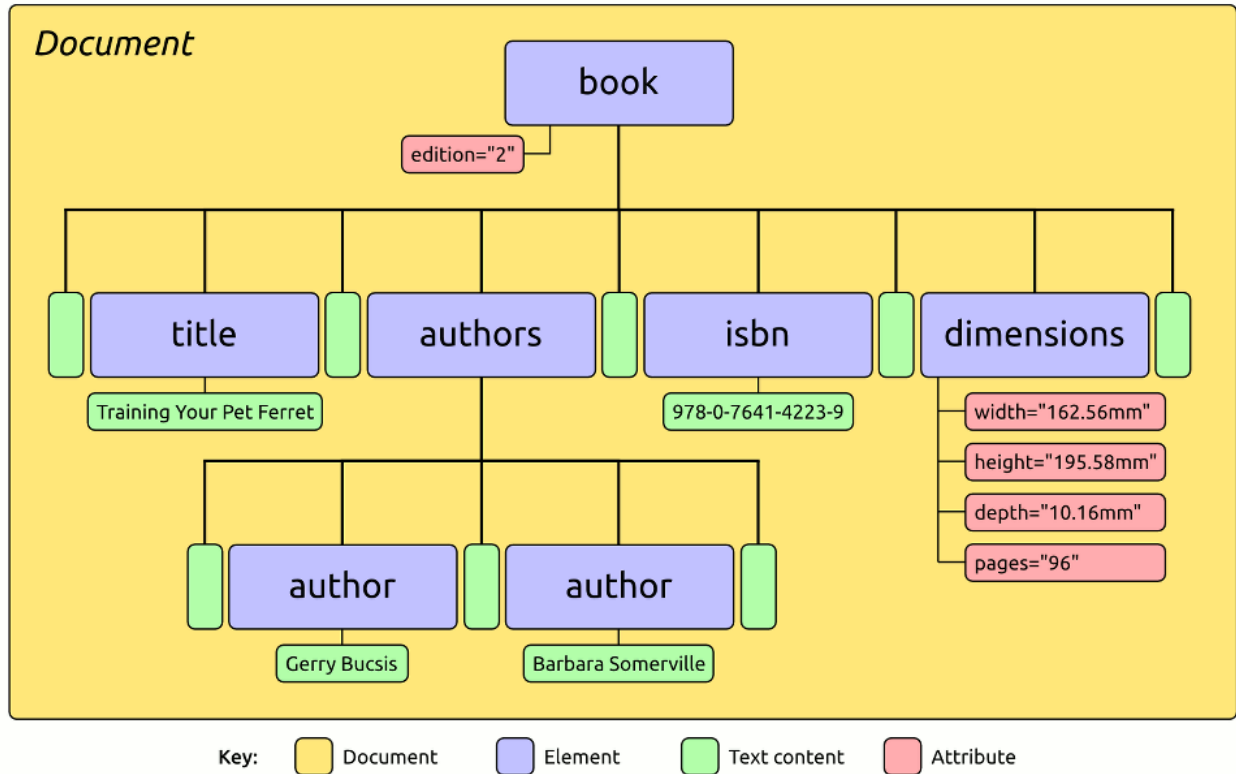 Document
book
edition="2"
title
authors
isbn
dimensions
Training Your Pet Ferret
978-0-7641-4223-9
width="162.56mm"
height="195.58mm"
depth="10.16mm"
pages="96"
author
author
Gerry Bucsis
Barbara Somerville
Key: Document Element Text content Attribute